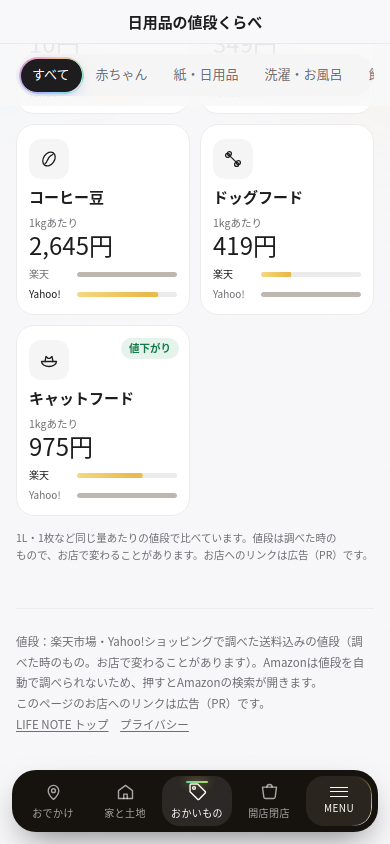 日用品の値段くらべ
10円
349円
すべて
赤ちゃん
紙・日用品
洗濯・お風呂
コーヒー豆
1kgあたり
2,645円
楽天
Yahoo!
ドッグフード
1kgあたり
419円
楽天
Yahoo!
値下がり
キャットフード
1kgあたり
975円
楽天
Yahoo!
1L・1枚など同じ量あたりの値段で比べています。値段は調べた時の
もので、お店で変わることがあります。お店へのリンクは広告（PR）です。
値段：楽天市場・Yahoo!ショッピングで調べた送料込みの値段（調
べた時のもの。お店で変わることがあります）。Amazonは値段を自
動で調べられないため、押すとAmazonの検索が開きます。
このページのお店へのリンクは広告（PR）です。
LIFE NOTE トップ プライバシー
おでかけ
家と土地
おかいもの
開店閉店
MENU